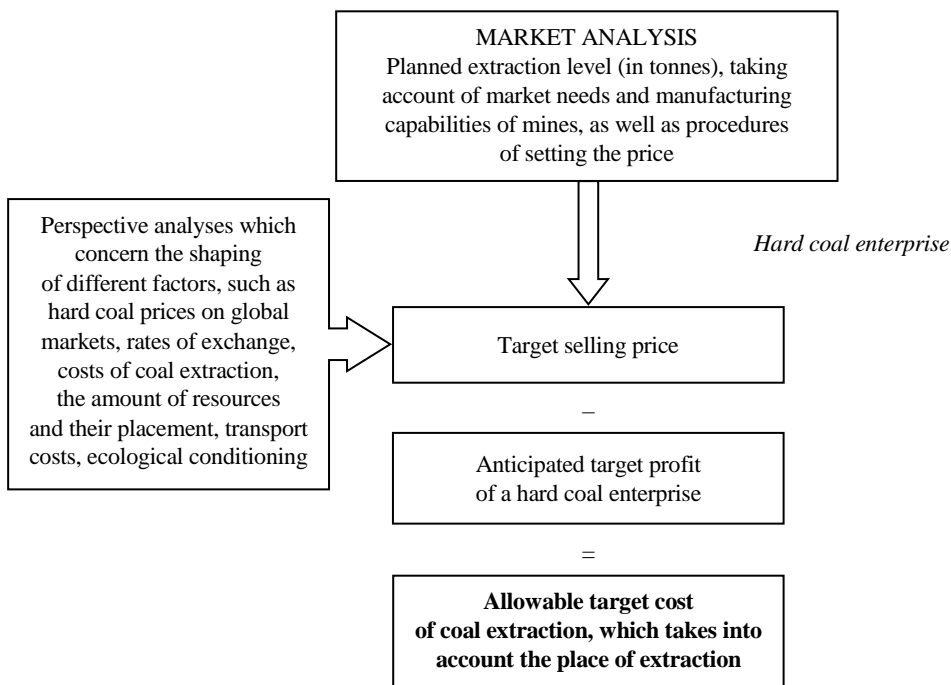 MARKET ANALYSIS
Planned extraction level (in tonnes), taking
account of market needs and manufacturing
capabilities of mines, as well as procedures
of setting the price
Perspective analyses which
concern the shaping
of different factors, such as
hard coal prices on global
markets, rates of exchange,
costs of coal extraction,
the amount of resources
and their placement, transport
costs, ecological conditioning
Hard coal enterprise
Target selling price
–
Anticipated target profit
of a hard coal enterprise
=
Allowable target cost
of coal extraction, which takes into
account the place of extraction